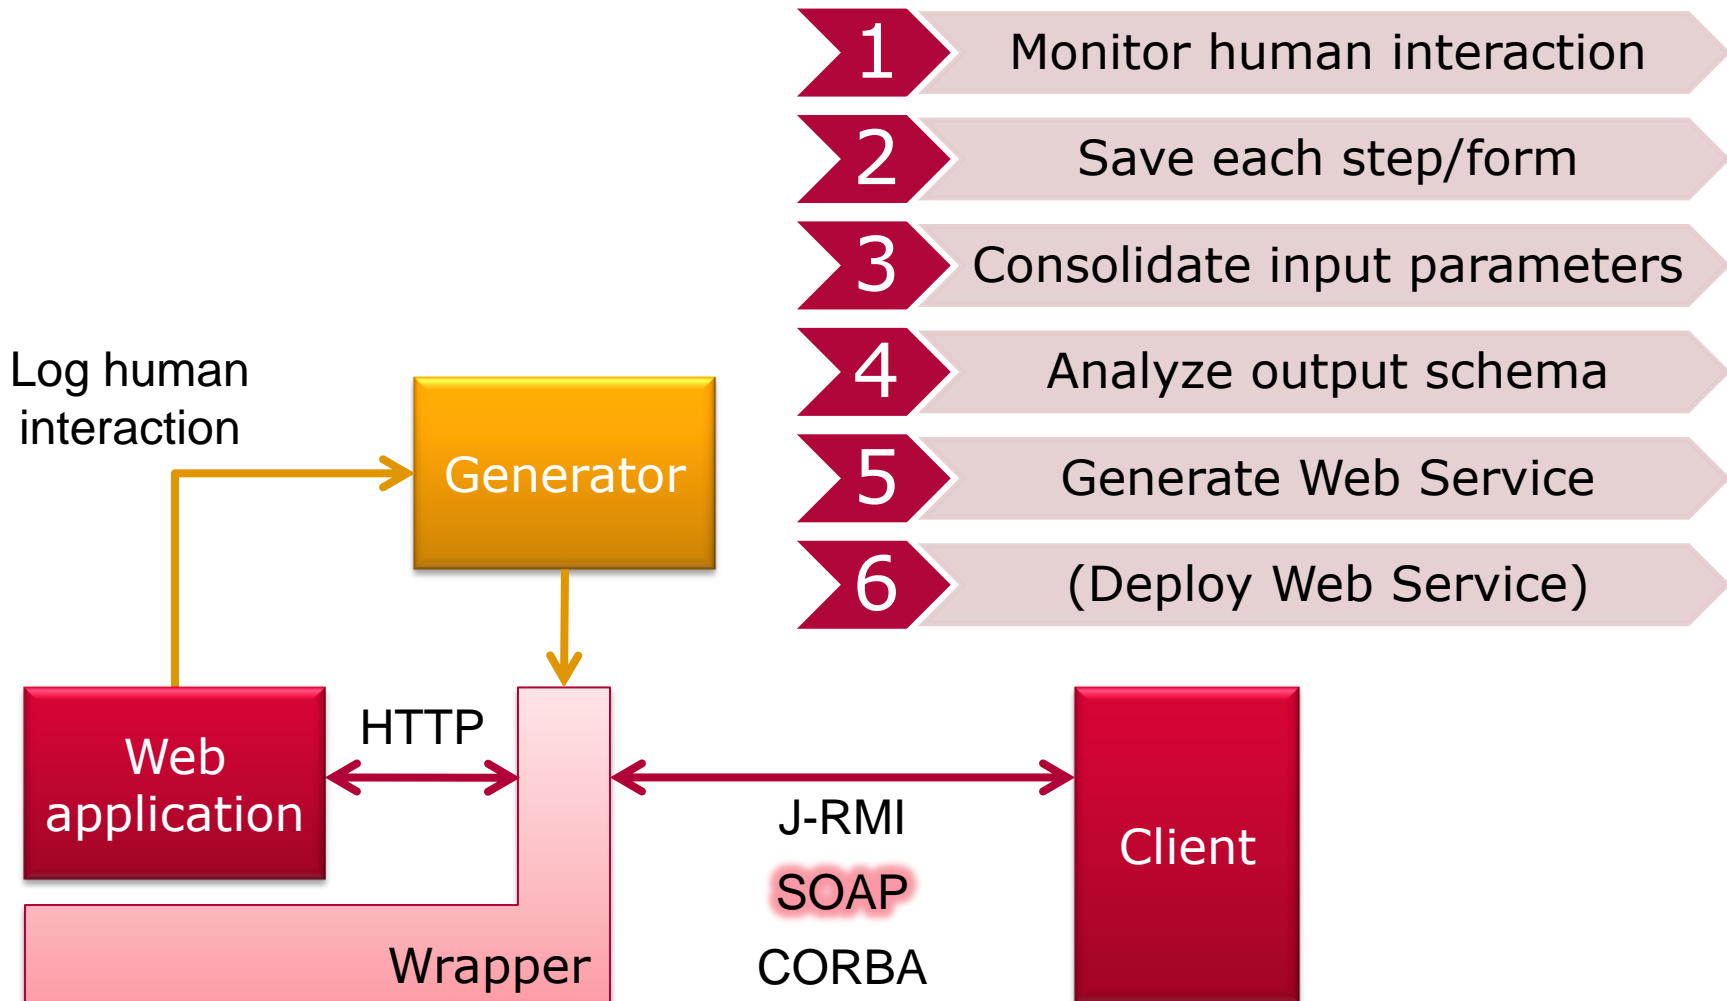 1 Monitor human interaction
2 Save each step/form
3 Consolidate input parameters
4 Analyze output schema
5 Generate Web Service
6 (Deploy Web Service)
Log human
interaction
Generator
Web
application
HTTP
Wrapper
J-RMI
SOAP
CORBA
Client